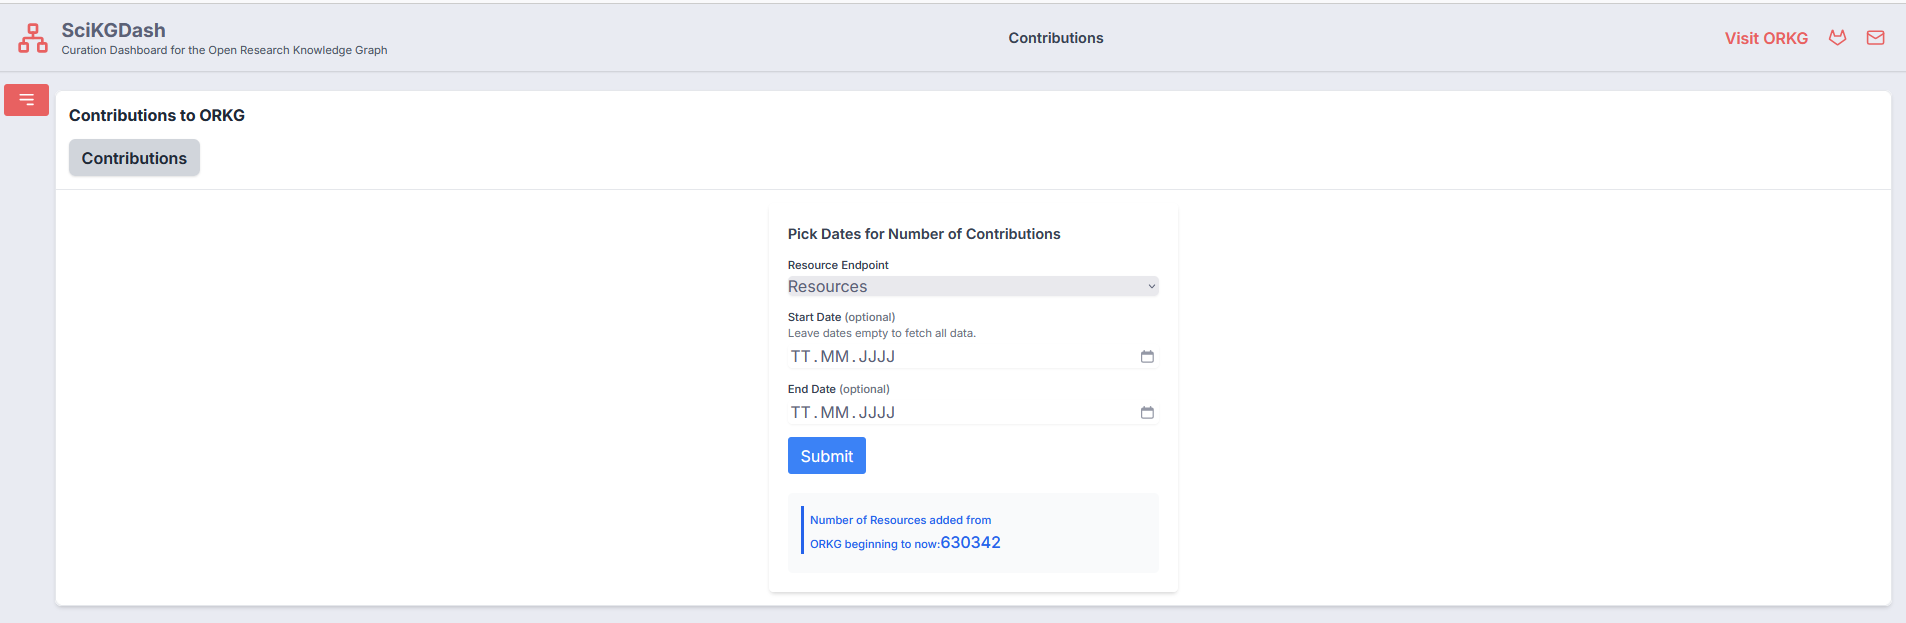 SciKGDash
Curation Dashboard for the Open Research Knowledge Graph
Contributions
Visit ORKG
Contributions to ORKG
Contributions
Pick Dates for Number of Contributions
Resource Endpoint
Resources
Start Date (optional)
Leave dates empty to fetch all data.
TT.MM.JJJJ
End Date (optional)
TT.MM.JJJJ
Submit
Number of Resources added from
ORKG beginning to now:630342